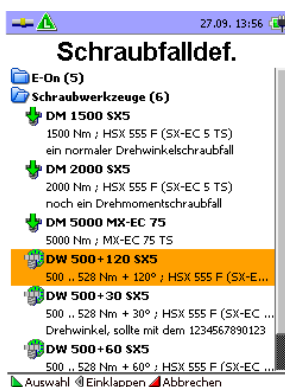 27.09. 13:56
Schraubfalldef.
E-On (5)
Schraubwerkzeuge (6)
DM 1500 SX5
1500 Nm ; HSX 555 F (SX-EC 5 TS)
ein normaler Drehwinkelschraubfall
DM 2000 SX5
2000 Nm ; HSX 555 F (SX-EC 5 TS)
noch ein Drehmomentschraubfall
DM 5000 MX-EC 75
5000 Nm ; MX-EC 75 TS
DW 500+120 SX5
500 .. 528 Nm + 120° ; HSX 555 F (SX-E...
DW 500+30 SX5
500 .. 528 Nm + 30° ; HSX 555 F (SX-EC ...
Drehwinkel, sollte mit dem 1234567890123
DW 500+60 SX5
500 .. 528 Nm + 60° ; HSX 555 F (SX-EC ...
Auswahl Einklappen Abbrechen